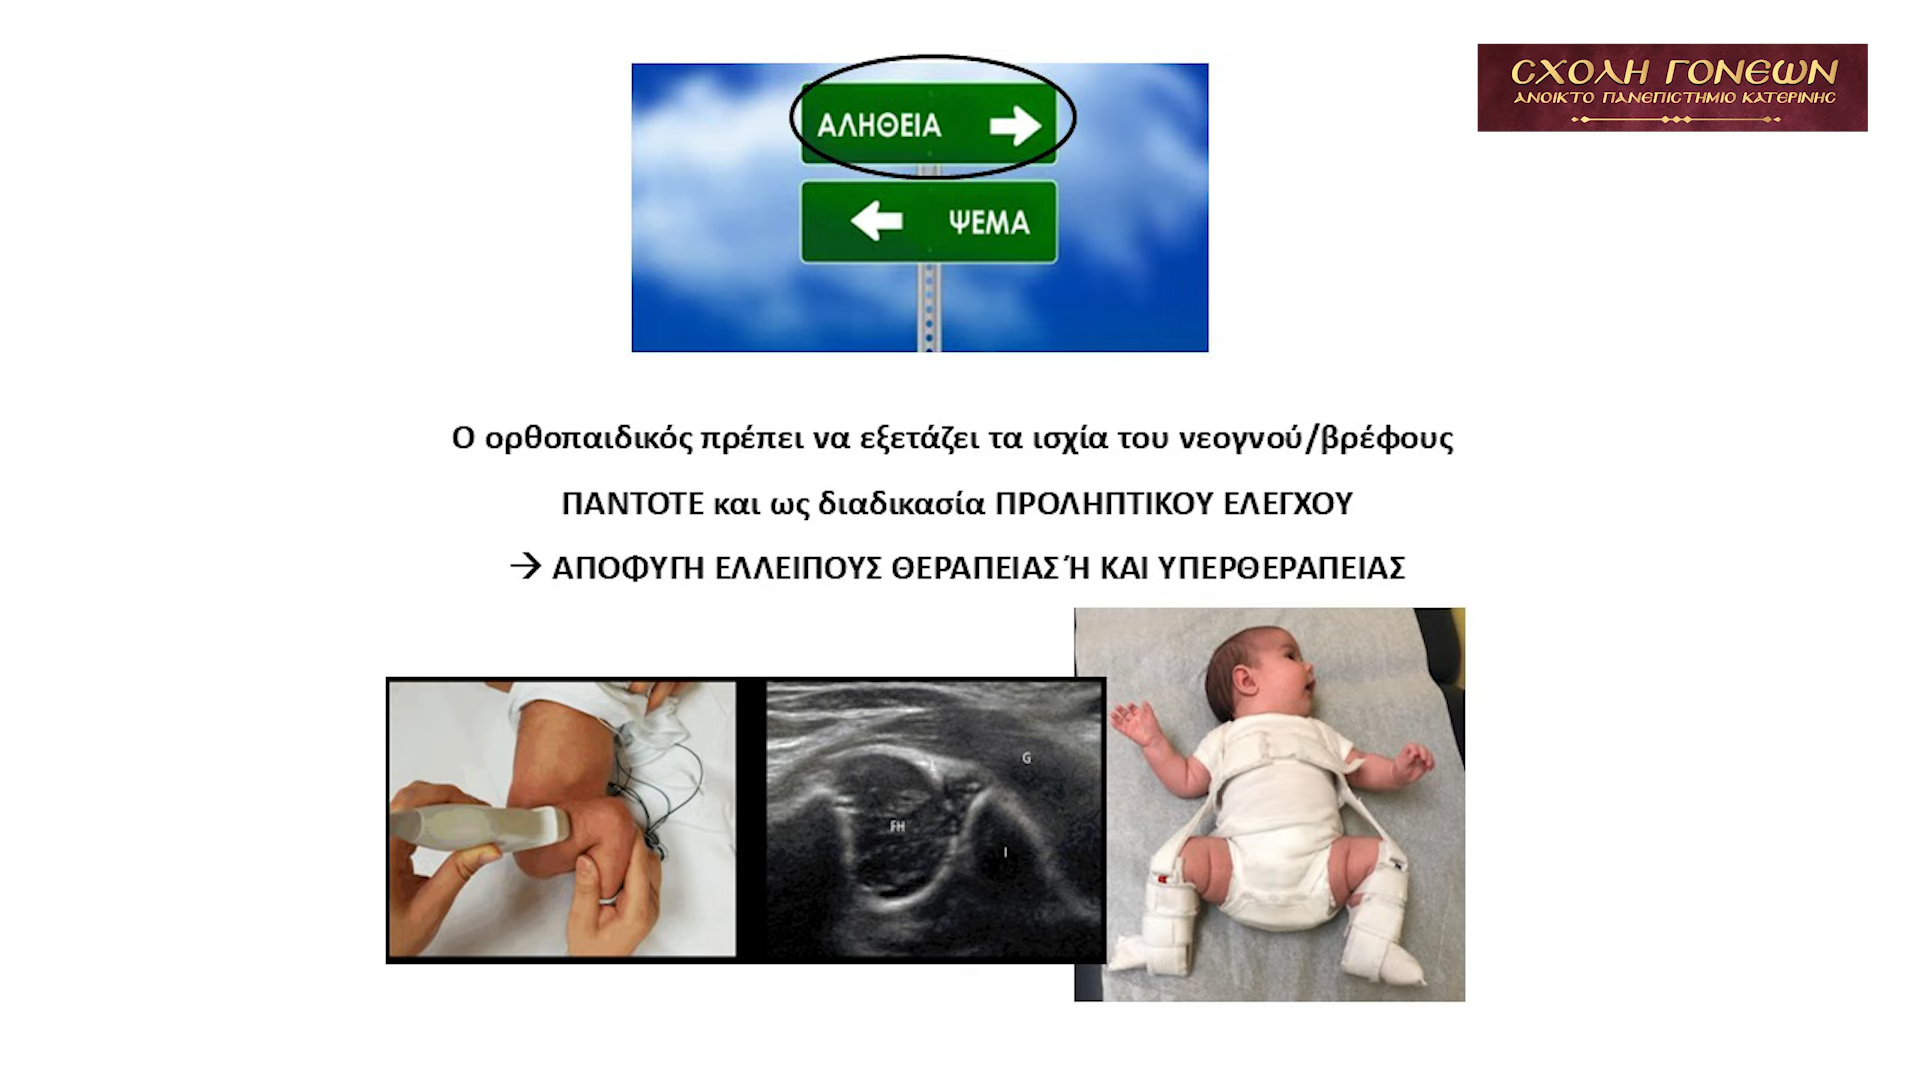 ΣΧΟΛΗ ΓΟΝΕΩΝ
ΑΝΟΙΚΤΟ ΠΑΝΕΠΙΣΤΗΜΙΟ ΚΑΤΕΡΙΝΗΣ
ΑΛΗΘΕΙΑ
ΨΕΜΑ
Ο ορθοπαιδικός πρέπει να εξετάζει τα ισχία του νεογνού/βρέφους
ΠΑΝΤΟΤΕ και ως διαδικασία ΠΡΟΛΗΠΤΙΚΟΥ ΕΛΕΓΧΟΥ
→ ΑΠΟΦΥΓΗ ΕΛΛΕΙΠΟΥΣ ΘΕΡΑΠΕΙΑΣ Ή ΚΑΙ ΥΠΕΡΘΕΡΑΠΕΙΑΣ
G
FH
I